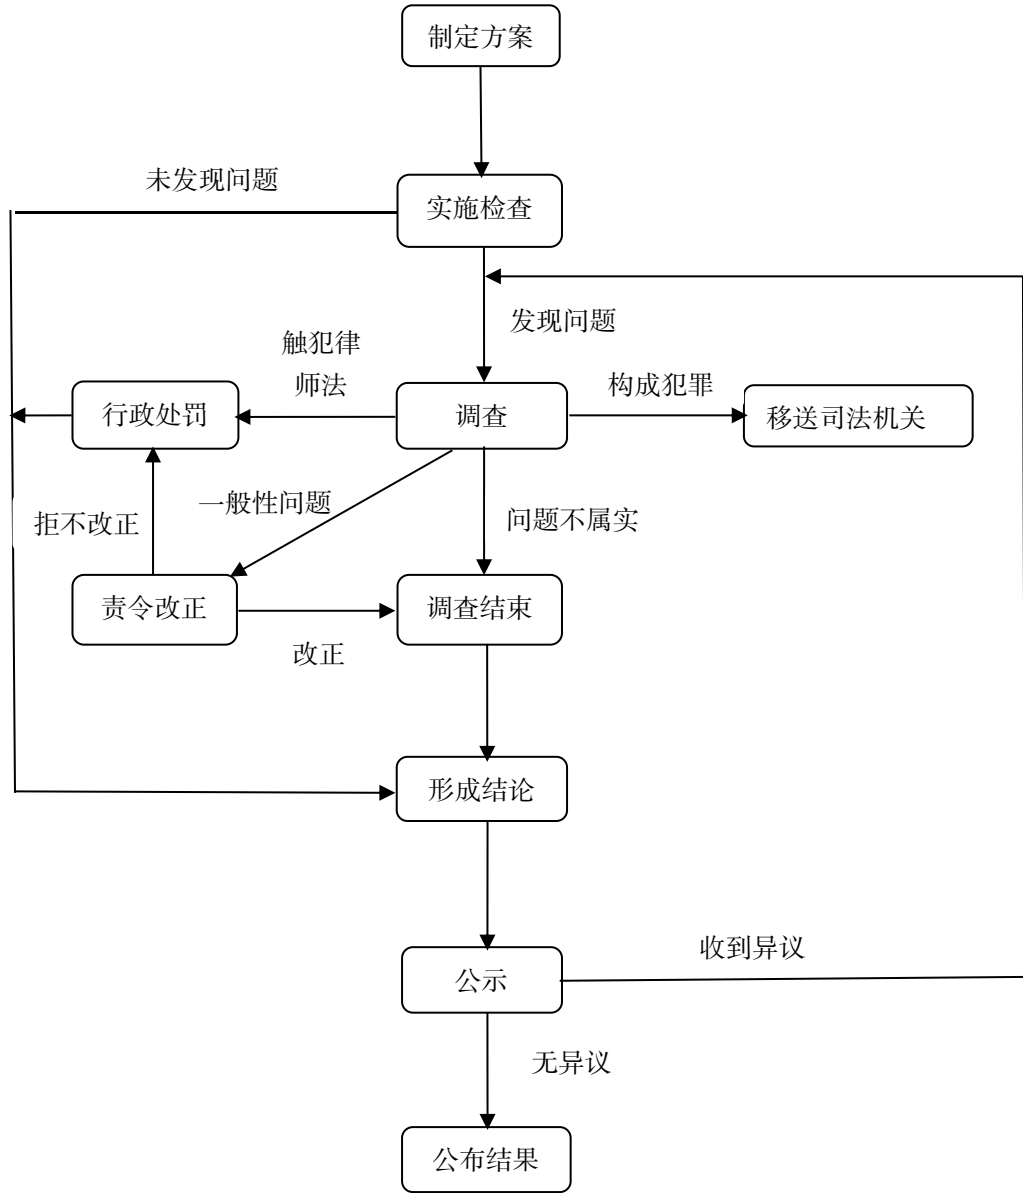 制定方案
未发现问题
实施检查
发现问题
触犯律
师法
构成犯罪
行政处罚
调查
移送司法机关
一般性问题
拒不改正
问题不属实
责令改正
调查结束
改正
形成结论
收到异议
公示
无异议
公布结果